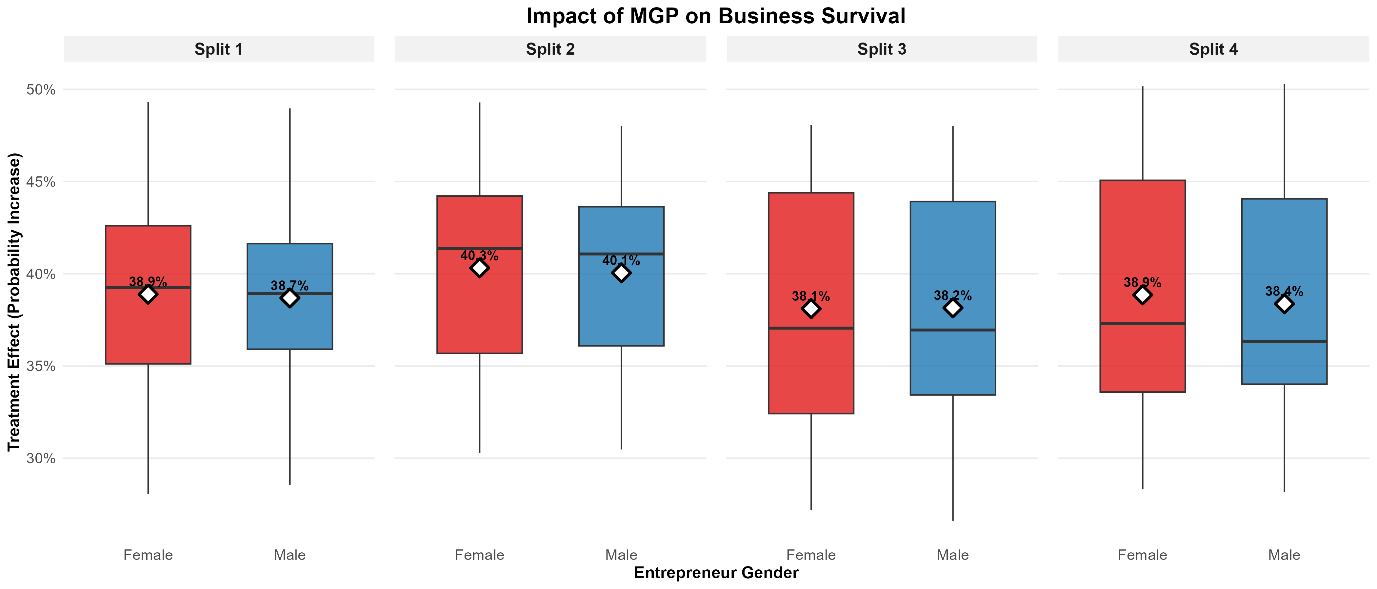 Impact of MGP on Business Survival
Split 1
Split 2
Split 3
Split 4
Treatment Effect (Probability Increase)
50%
45%
40%
35%
30%
38.9%
38.7%
40.3%
40.1%
38.1%
38.2%
38.9%
38.4%
Female
Male
Female
Male
Female
Male
Female
Male
Entrepreneur Gender